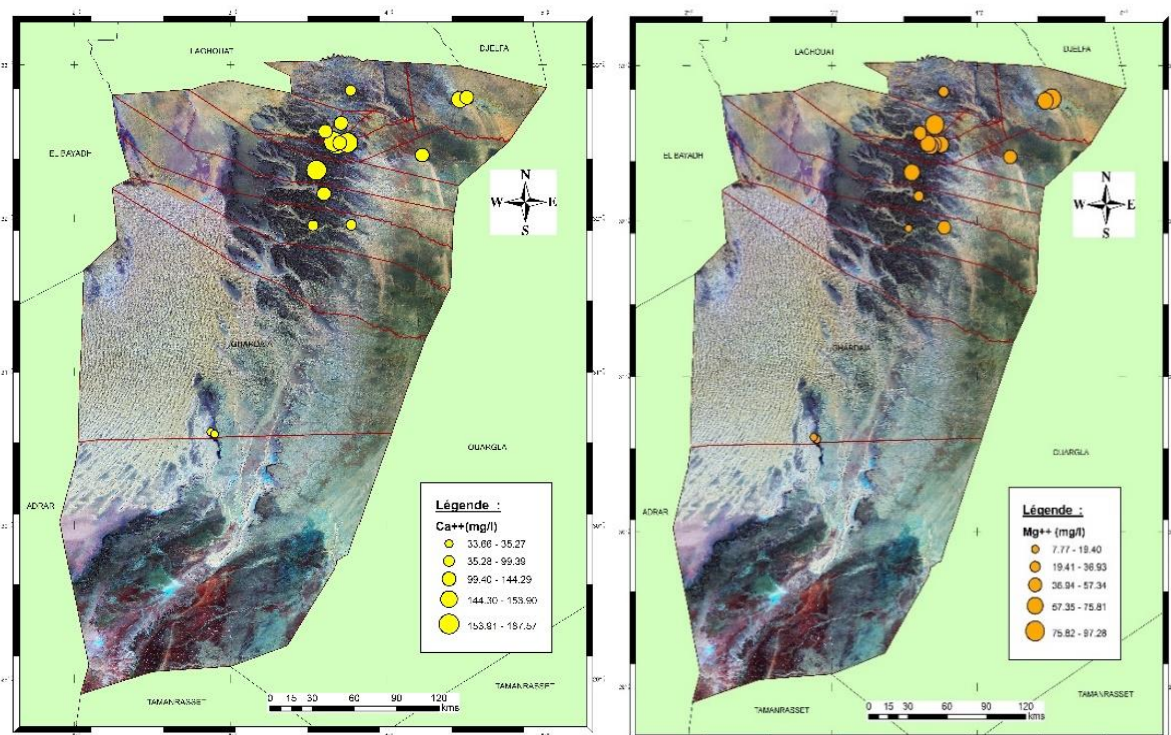 LAGHOUAT
DJELFA
EL BAYADH
N
W E
S
GHARDAIA
OUARGLA
ADRAR
Légende :
Ca++(mg/l)
33.66 - 35.27
35.28 - 99.39
99.40 - 144.29
144.30 - 153.90
153.91 - 187.57
TAMANRASSET
TAMANRASSET
0 15 30 60 90 120
kms
LAGHOUAT
DJELFA
EL BAYADH
N
W E
S
GHARDAIA
OUARGLA
ADRAR
Légende :
Mg++ (mg/l)
7.77 - 19.40
19.41 - 36.93
36.94 - 57.34
57.35 - 75.81
75.82 - 97.28
TAMANRASSET
TAMANRASSET
0 15 30 60 90 120
kms